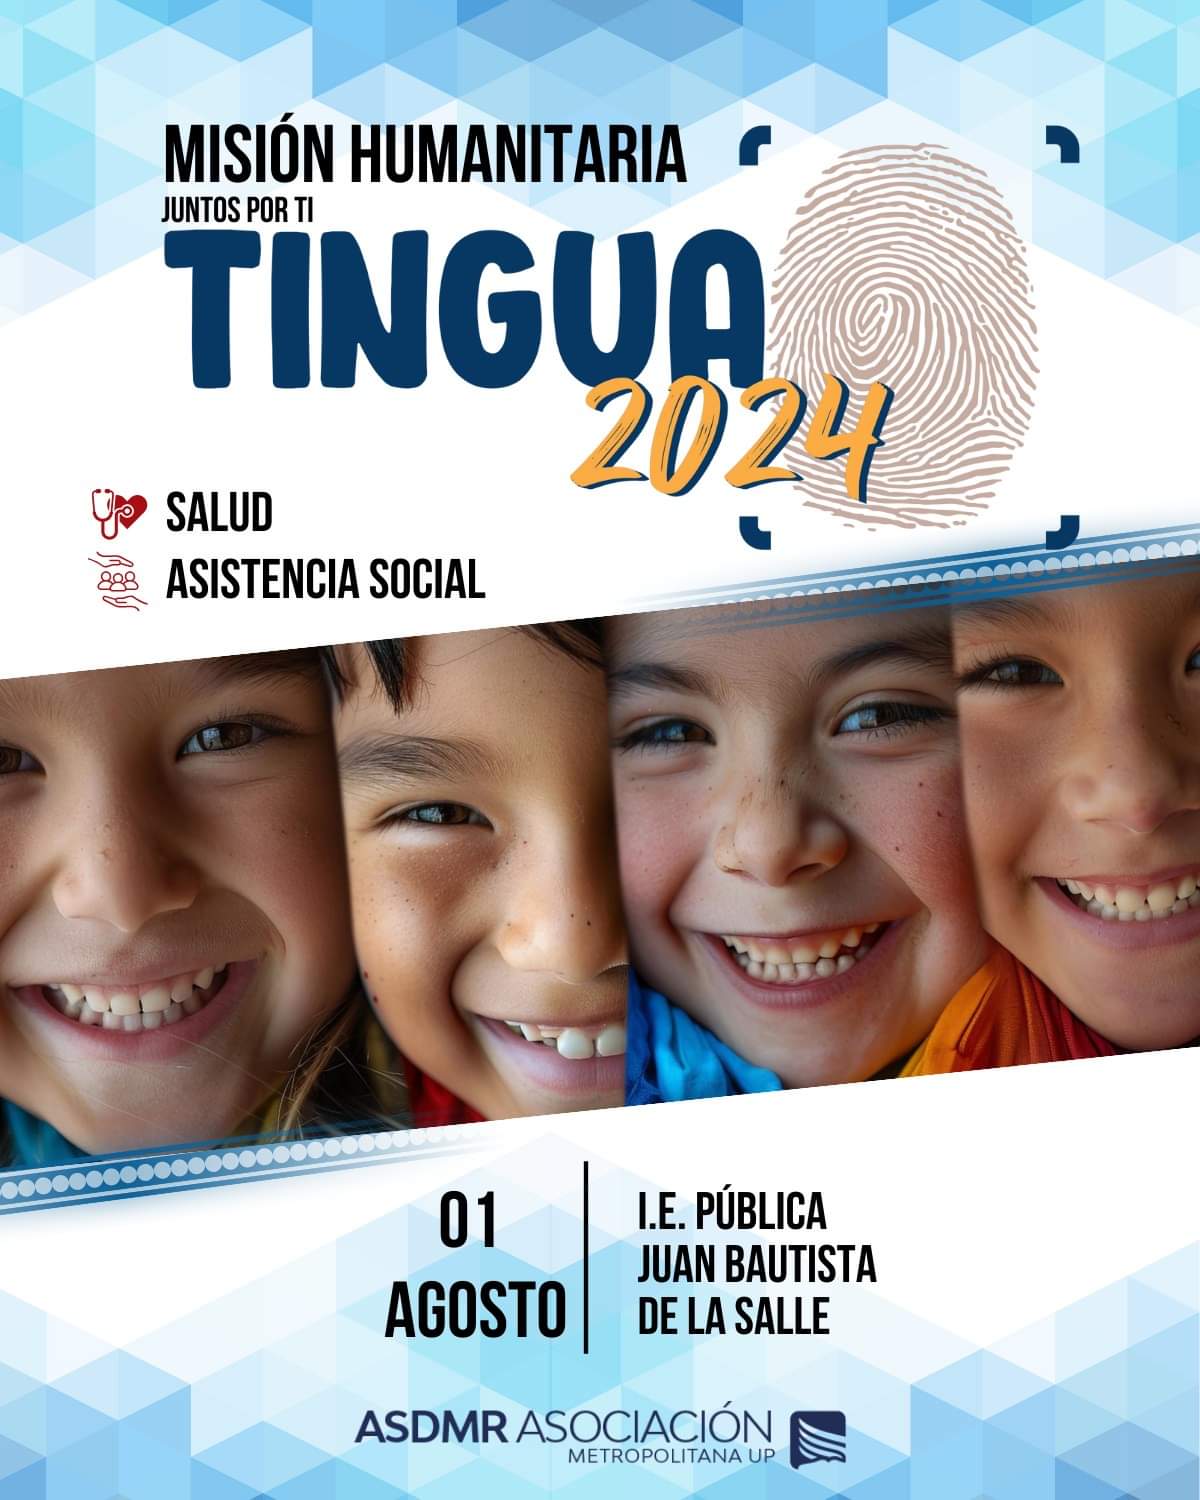 MISIÓN HUMANITARIA
JUNTOS POR TI
TINGUA
2024
SALUD
ASISTENCIA SOCIAL
01
AGOSTO
I.E. PÚBLICA
JUAN BAUTISTA
DE LA SALLE
ASDMR ASOCIACIÓN
METROPOLITANA UP